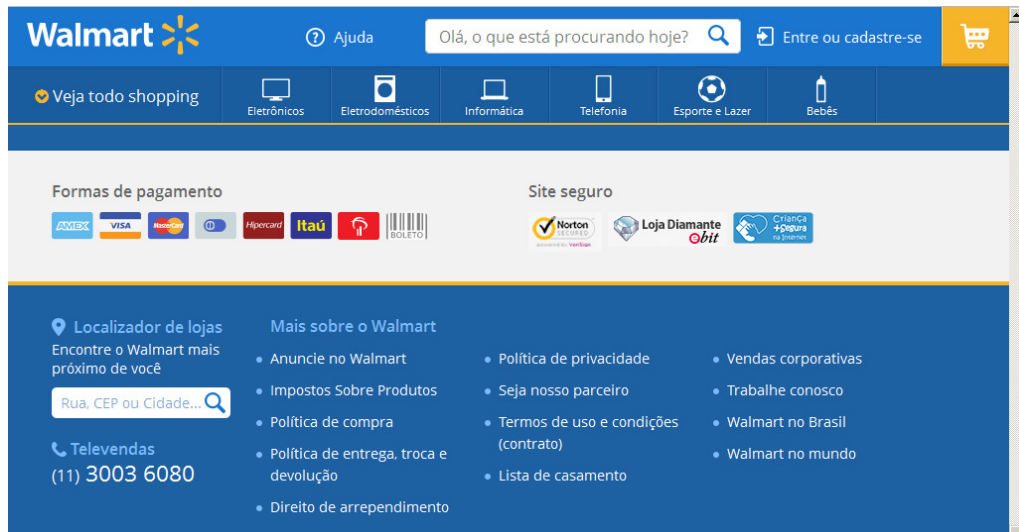 Walmart
Ajuda
Olá, o que está procurando hoje?
Entre ou cadastre-se
Veja todo shopping
Eletrônicos
Eletrodomésticos
Informática
Telefonia
Esporte e Lazer
Bebês
Formas de pagamento
Site seguro
AMEX
VISA
MasterCard
Hipercard
Itaú
BOLETO
Norton
SECURED
powered by VeriSign
Loja Diamante
ebit
Criança
+Segura
na Internet
Localizador de lojas
Encontre o Walmart mais
próximo de você
Rua, CEP ou Cidade...
Televendas
(11) 3003 6080
Mais sobre o Walmart
Anuncie no Walmart
Impostos Sobre Produtos
Política de compra
Política de entrega, troca e
devolução
Direito de arrependimento
Política de privacidade
Seja nosso parceiro
Termos de uso e condições
(contrato)
Lista de casamento
Vendas corporativas
Trabalhe conosco
Walmart no Brasil
Walmart no mundo